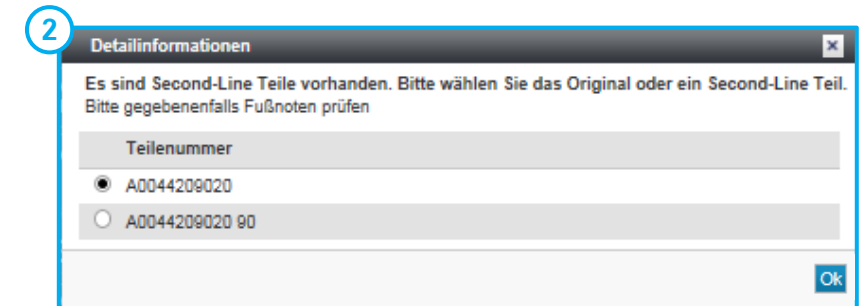 2
Detailinformationen
Es sind Second-Line Teile vorhanden. Bitte wählen Sie das Original oder ein Second-Line Teil.
Bitte gegebenenfalls Fußnoten prüfen
Teilenummer
A0044209020
A0044209020 90
Ok